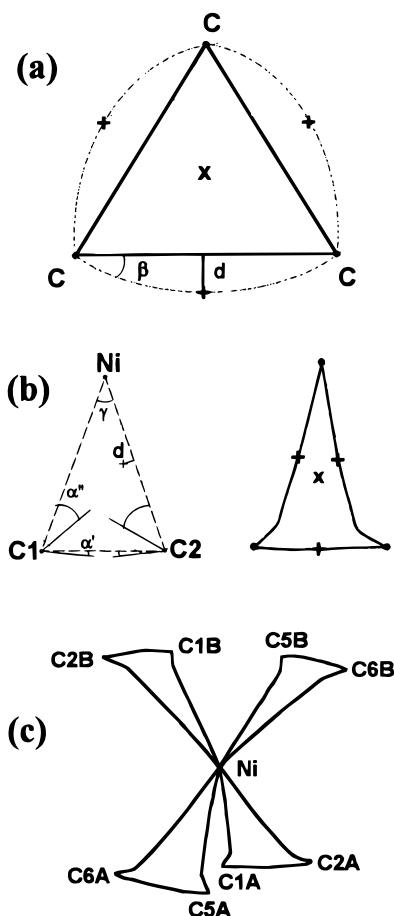 (a)
C
x
β
d
C
C
(b)
Ni
γ
d
α"
α'
C1
C2
x
(c)
C2B
C1B
C5B
C6B
Ni
C6A
C5A
C1A
C2A